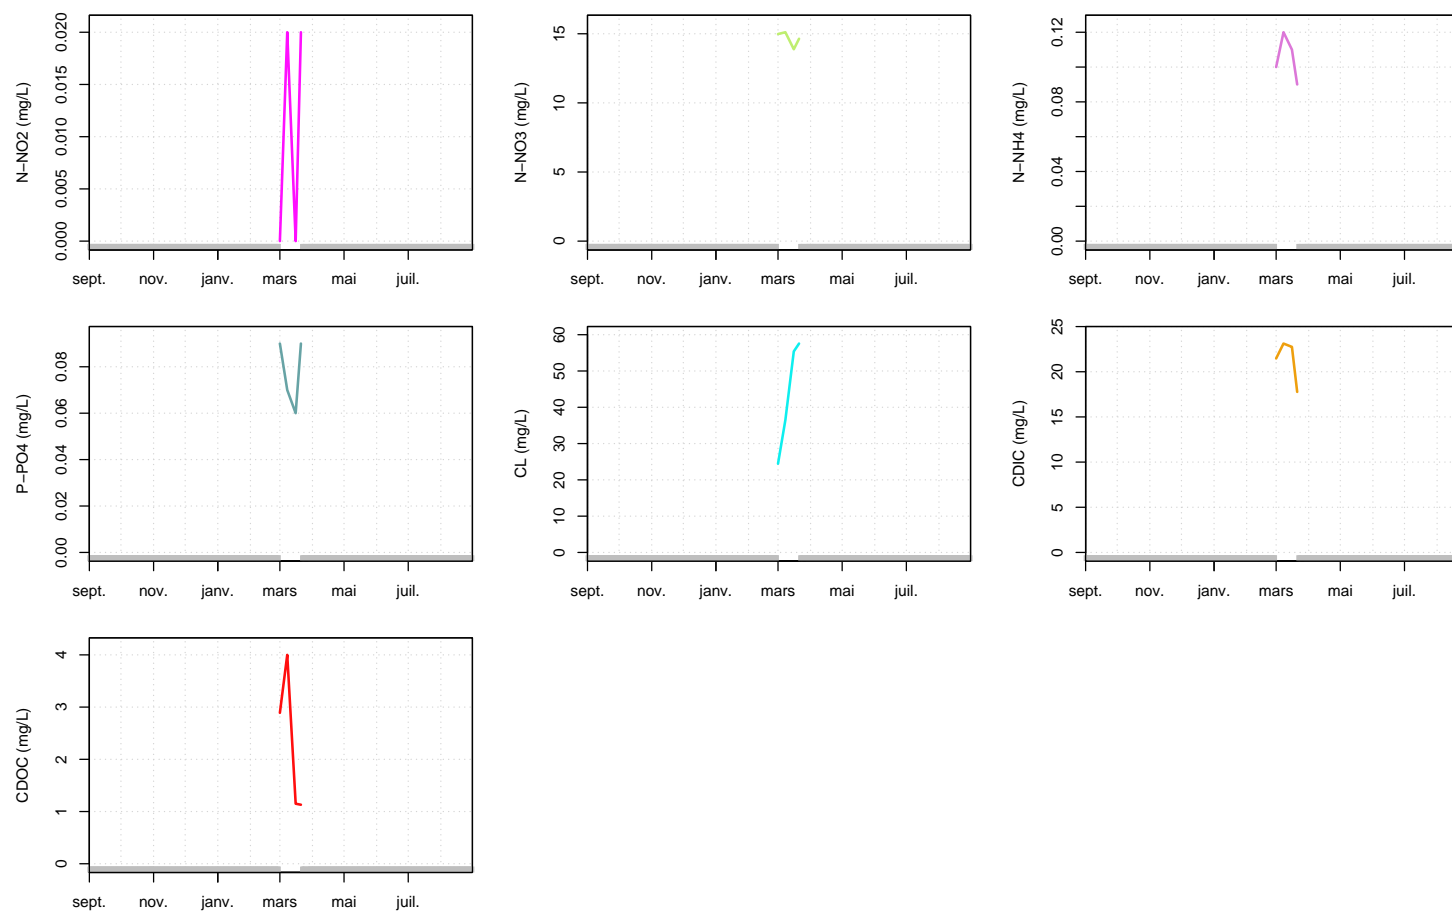 N−NO2 (mg/L)
0.020
0.015
0.010
0.005
0.000
sept. nov. janv. mars mai juil.
N−NO3 (mg/L)
15
10
5
0
sept. nov. janv. mars mai juil.
N−NH4 (mg/L)
0.12
0.08
0.04
0.00
sept. nov. janv. mars mai juil.
P−PO4 (mg/L)
0.08
0.06
0.04
0.02
0.00
sept. nov. janv. mars mai juil.
CL (mg/L)
60
50
40
30
20
10
0
sept. nov. janv. mars mai juil.
CDIC (mg/L)
25
20
15
10
5
0
sept. nov. janv. mars mai juil.
CDOC (mg/L)
4
3
2
1
0
sept. nov. janv. mars mai juil.